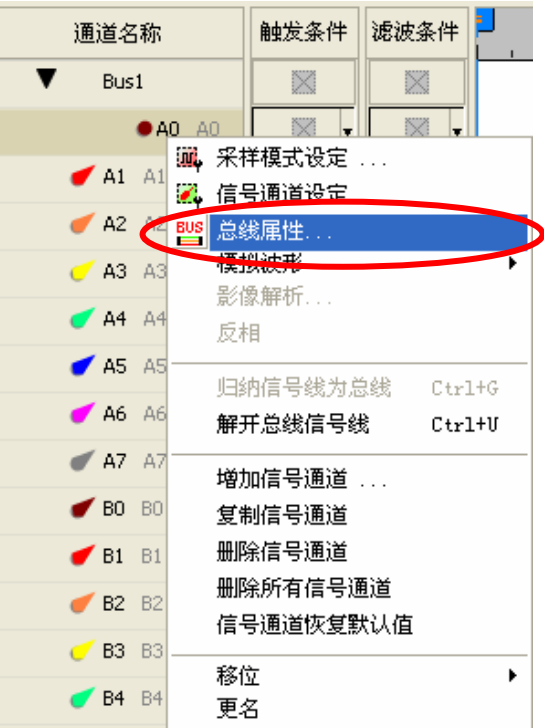 通道名称 触发条件 滤波条件
Bus1
A0 A0
采样模式设定 ...
A1 A1
信号通道设定
A2 A2
BUS 总线属性...
模拟波形
A3 A3
影像解析...
A4 A4
反相
A5 A5
归纳信号线为总线 Ctrl+G
A6 A6
解开总线信号线 Ctrl+U
A7 A7
增加信号通道 ...
B0 B0
复制信号通道
B1 B1
删除信号通道
删除所有信号通道
B2 B2
信号通道恢复默认值
B3 B3
移位
B4 B4
更名